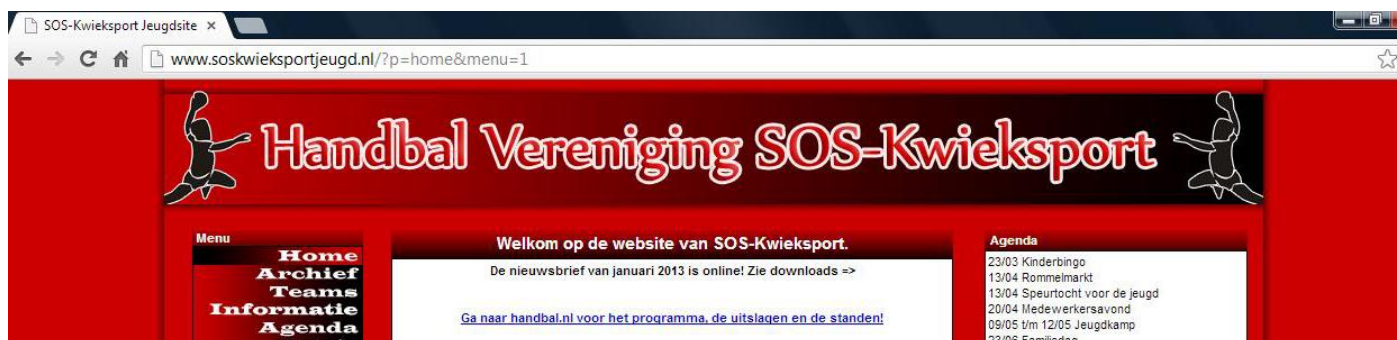 SOS-Kwieksport Jeugdsite
www.soskwieksportjeugd.nl/?p=home&menu=1
Handbal Vereniging SOS-Kwieksport
Menu
Home
Archief
Teams
Informatie
Agenda
Welkom op de website van SOS-Kwieksport.
De nieuwsbrief van januari 2013 is online! Zie downloads =>
Ga naar handbal.nl voor het programma, de uitslagen en de standen!
Agenda
23/03 Kinderbingo
13/04 Rommelmarkt
13/04 Speurtocht voor de jeugd
20/04 Medewerkersavond
09/05 t/m 12/05 Jeugdkamp
23/06 Familiedag